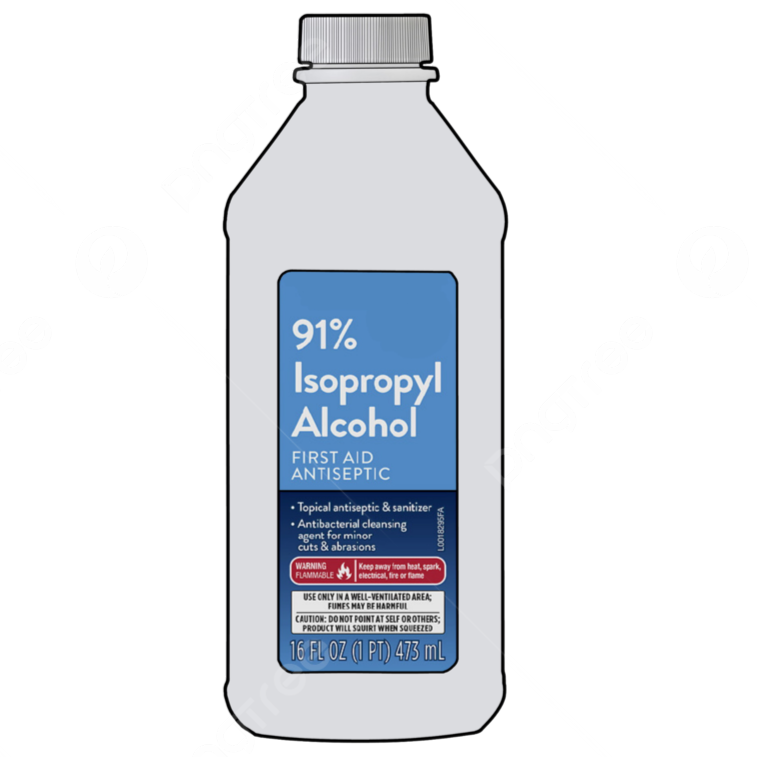 91%
Isopropyl
Alcohol
FIRST AID
ANTISEPTIC
• Topical antiseptic & sanitizer
• Antibacterial cleansing
agent for minor
cuts & abrasions
L0018295FA
WARNING
FLAMMABLE
Keep away from heat, spark,
electrical, fire or flame
USE ONLY IN A WELL-VENTILATED AREA;
FUMES MAY BE HARMFUL
CAUTION: DO NOT POINT AT SELF OR OTHERS;
PRODUCT WILL SQUIRT WHEN SQUEEZED
16 FL OZ (1 PT) 473 mL
pngtree